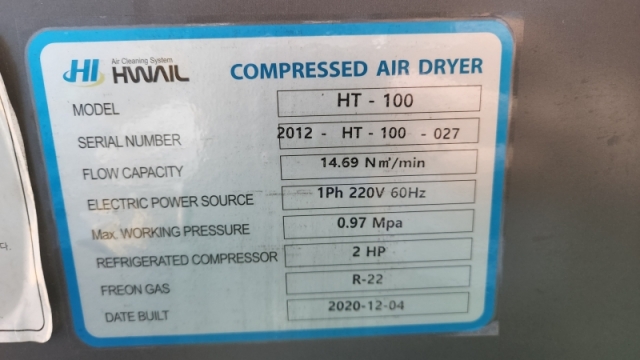 HI Air Cleaning System
HWAIL
COMPRESSED AIR DRYER
MODEL HT - 100
SERIAL NUMBER 2012 - HT - 100 - 027
FLOW CAPACITY 14.69 N㎥/min
ELECTRIC POWER SOURCE 1Ph 220V 60Hz
Max. WORKING PRESSURE 0.97 Mpa
REFRIGERATED COMPRESSOR 2 HP
FREON GAS R-22
DATE BUILT 2020-12-04
다.